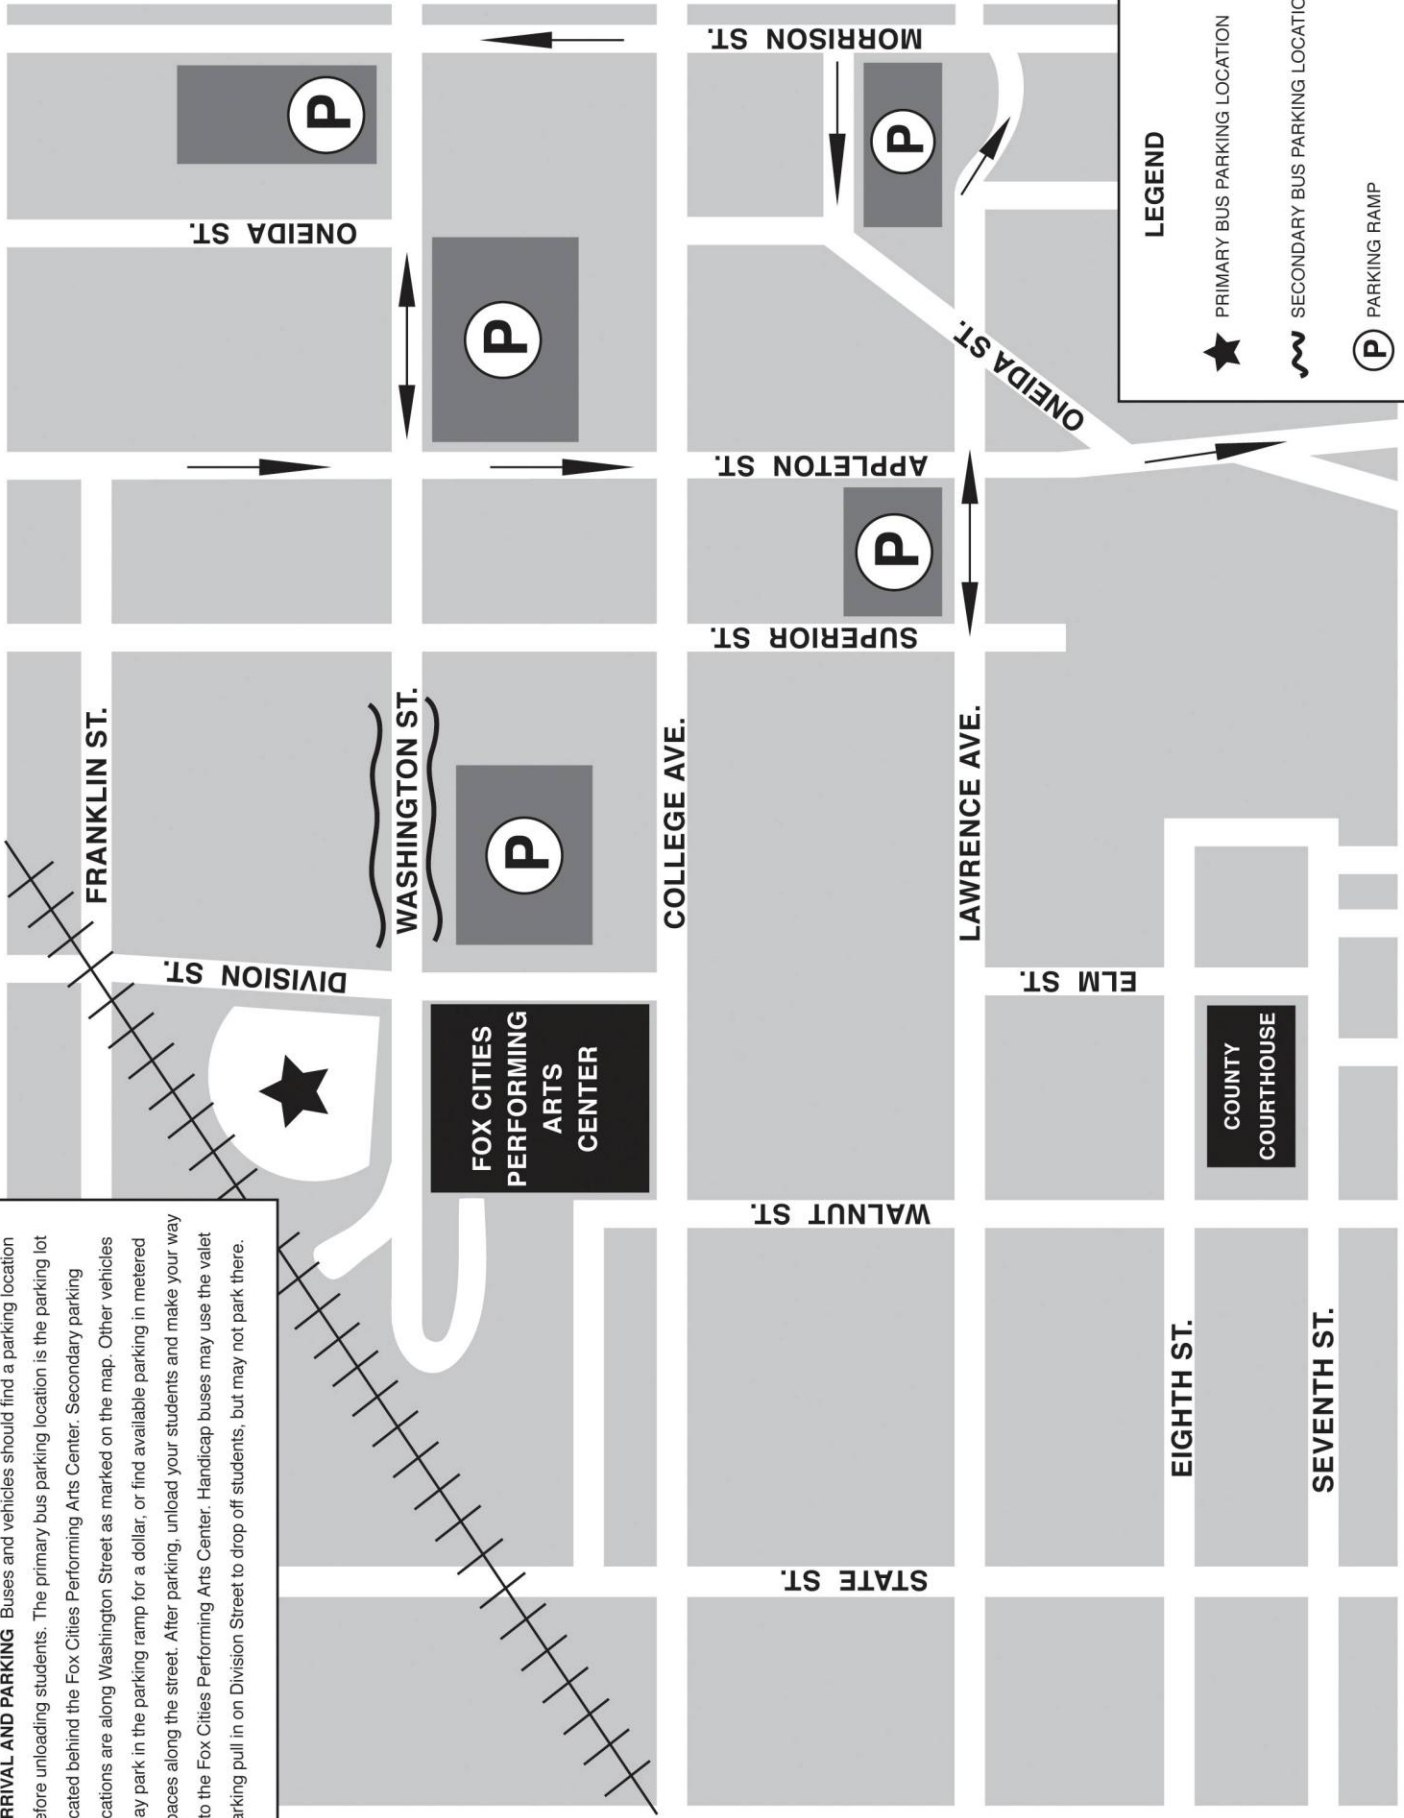 RRIVAL AND PARKING Buses and vehicles should find a parking location
efore unloading students. The primary bus parking location is the parking lot
cated behind the Fox Cities Performing Arts Center. Secondary parking
cations are along Washington Street as marked on the map. Other vehicles
ay park in the parking ramp for a dollar, or find available parking in metered
paces along the street. After parking, unload your students and make your way
to the Fox Cities Performing Arts Center. Handicap buses may use the valet
arking pull in on Division Street to drop off students, but may not park there.
FRANKLIN ST.
WASHINGTON ST.
COLLEGE AVE.
LAWRENCE AVE.
EIGHTH ST.
SEVENTH ST.
STATE ST.
WALNUT ST.
ELM ST.
DIVISION ST.
SUPERIOR ST.
APPLETON ST.
ONEIDA ST.
ONEIDA ST.
MORRISON ST.
FOX CITIES
PERFORMING
ARTS
CENTER
COUNTY
COURTHOUSE
P
P
P
P
P
LEGEND
PRIMARY BUS PARKING LOCATION
SECONDARY BUS PARKING LOCATIO
P PARKING RAMP